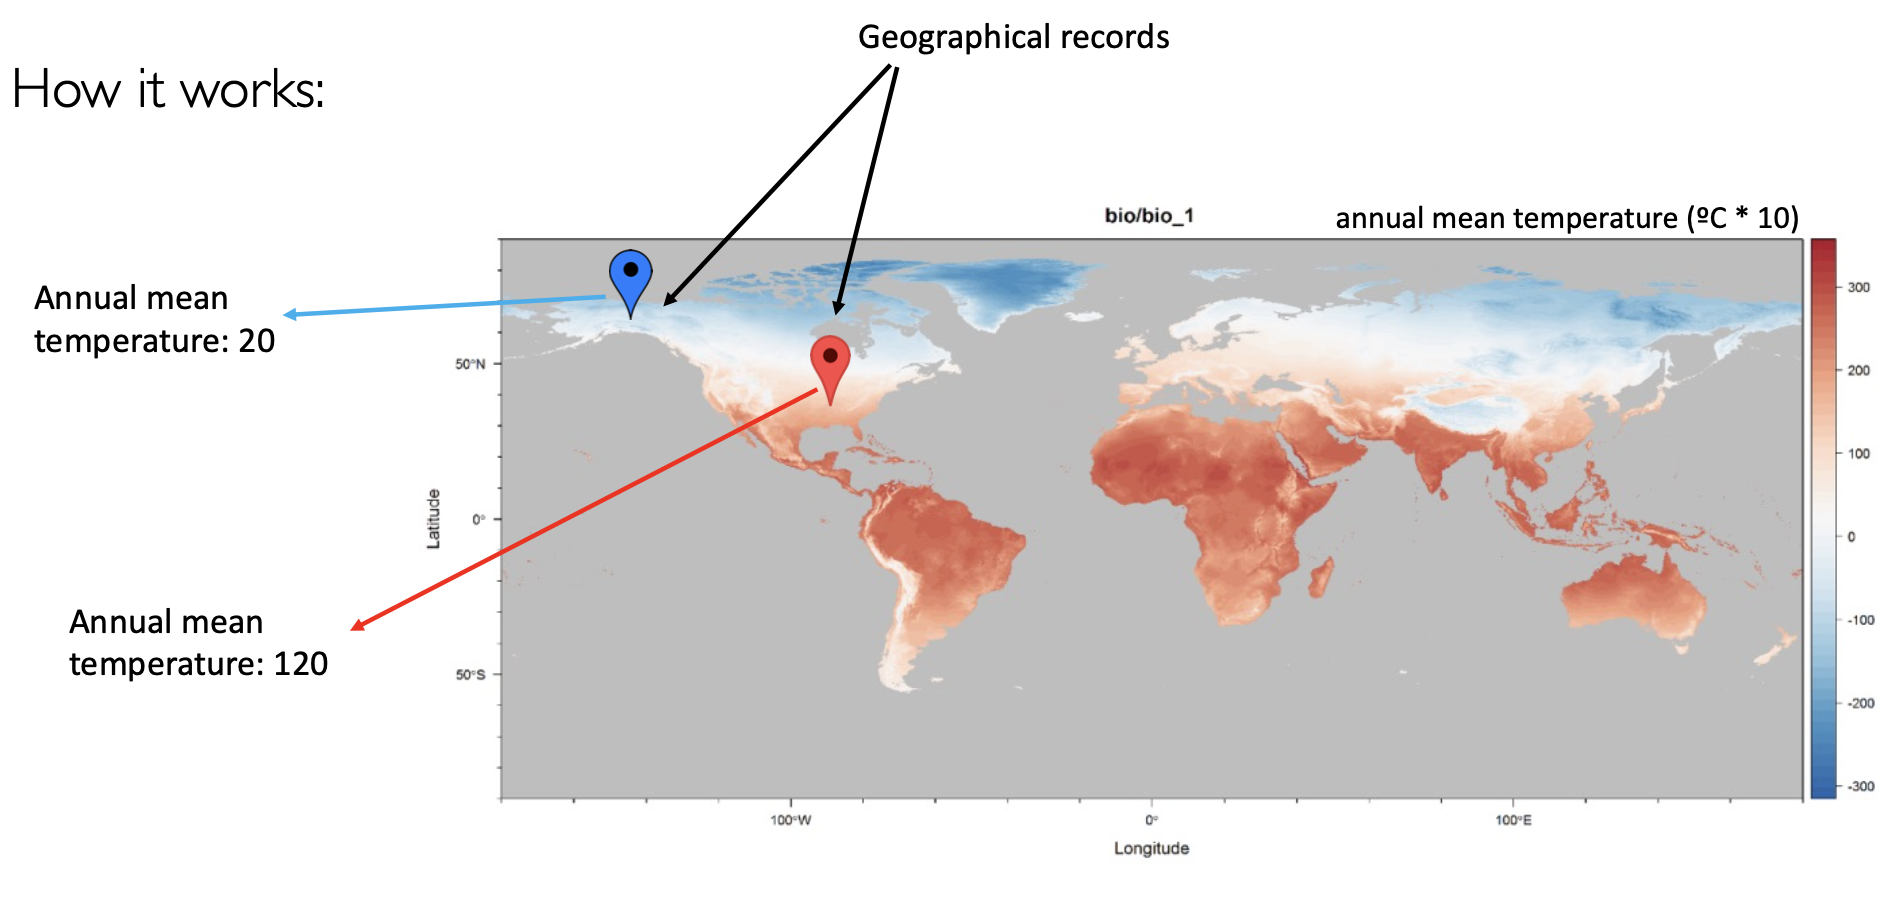 Geographical records
How it works:
bio/bio_1
annual mean temperature (ºC * 10)
Annual mean
temperature: 20
Annual mean
temperature: 120
Latitude
50°N
0°
50°S
100°W
0°
100°E
Longitude
300
200
100
0
-100
-200
-300